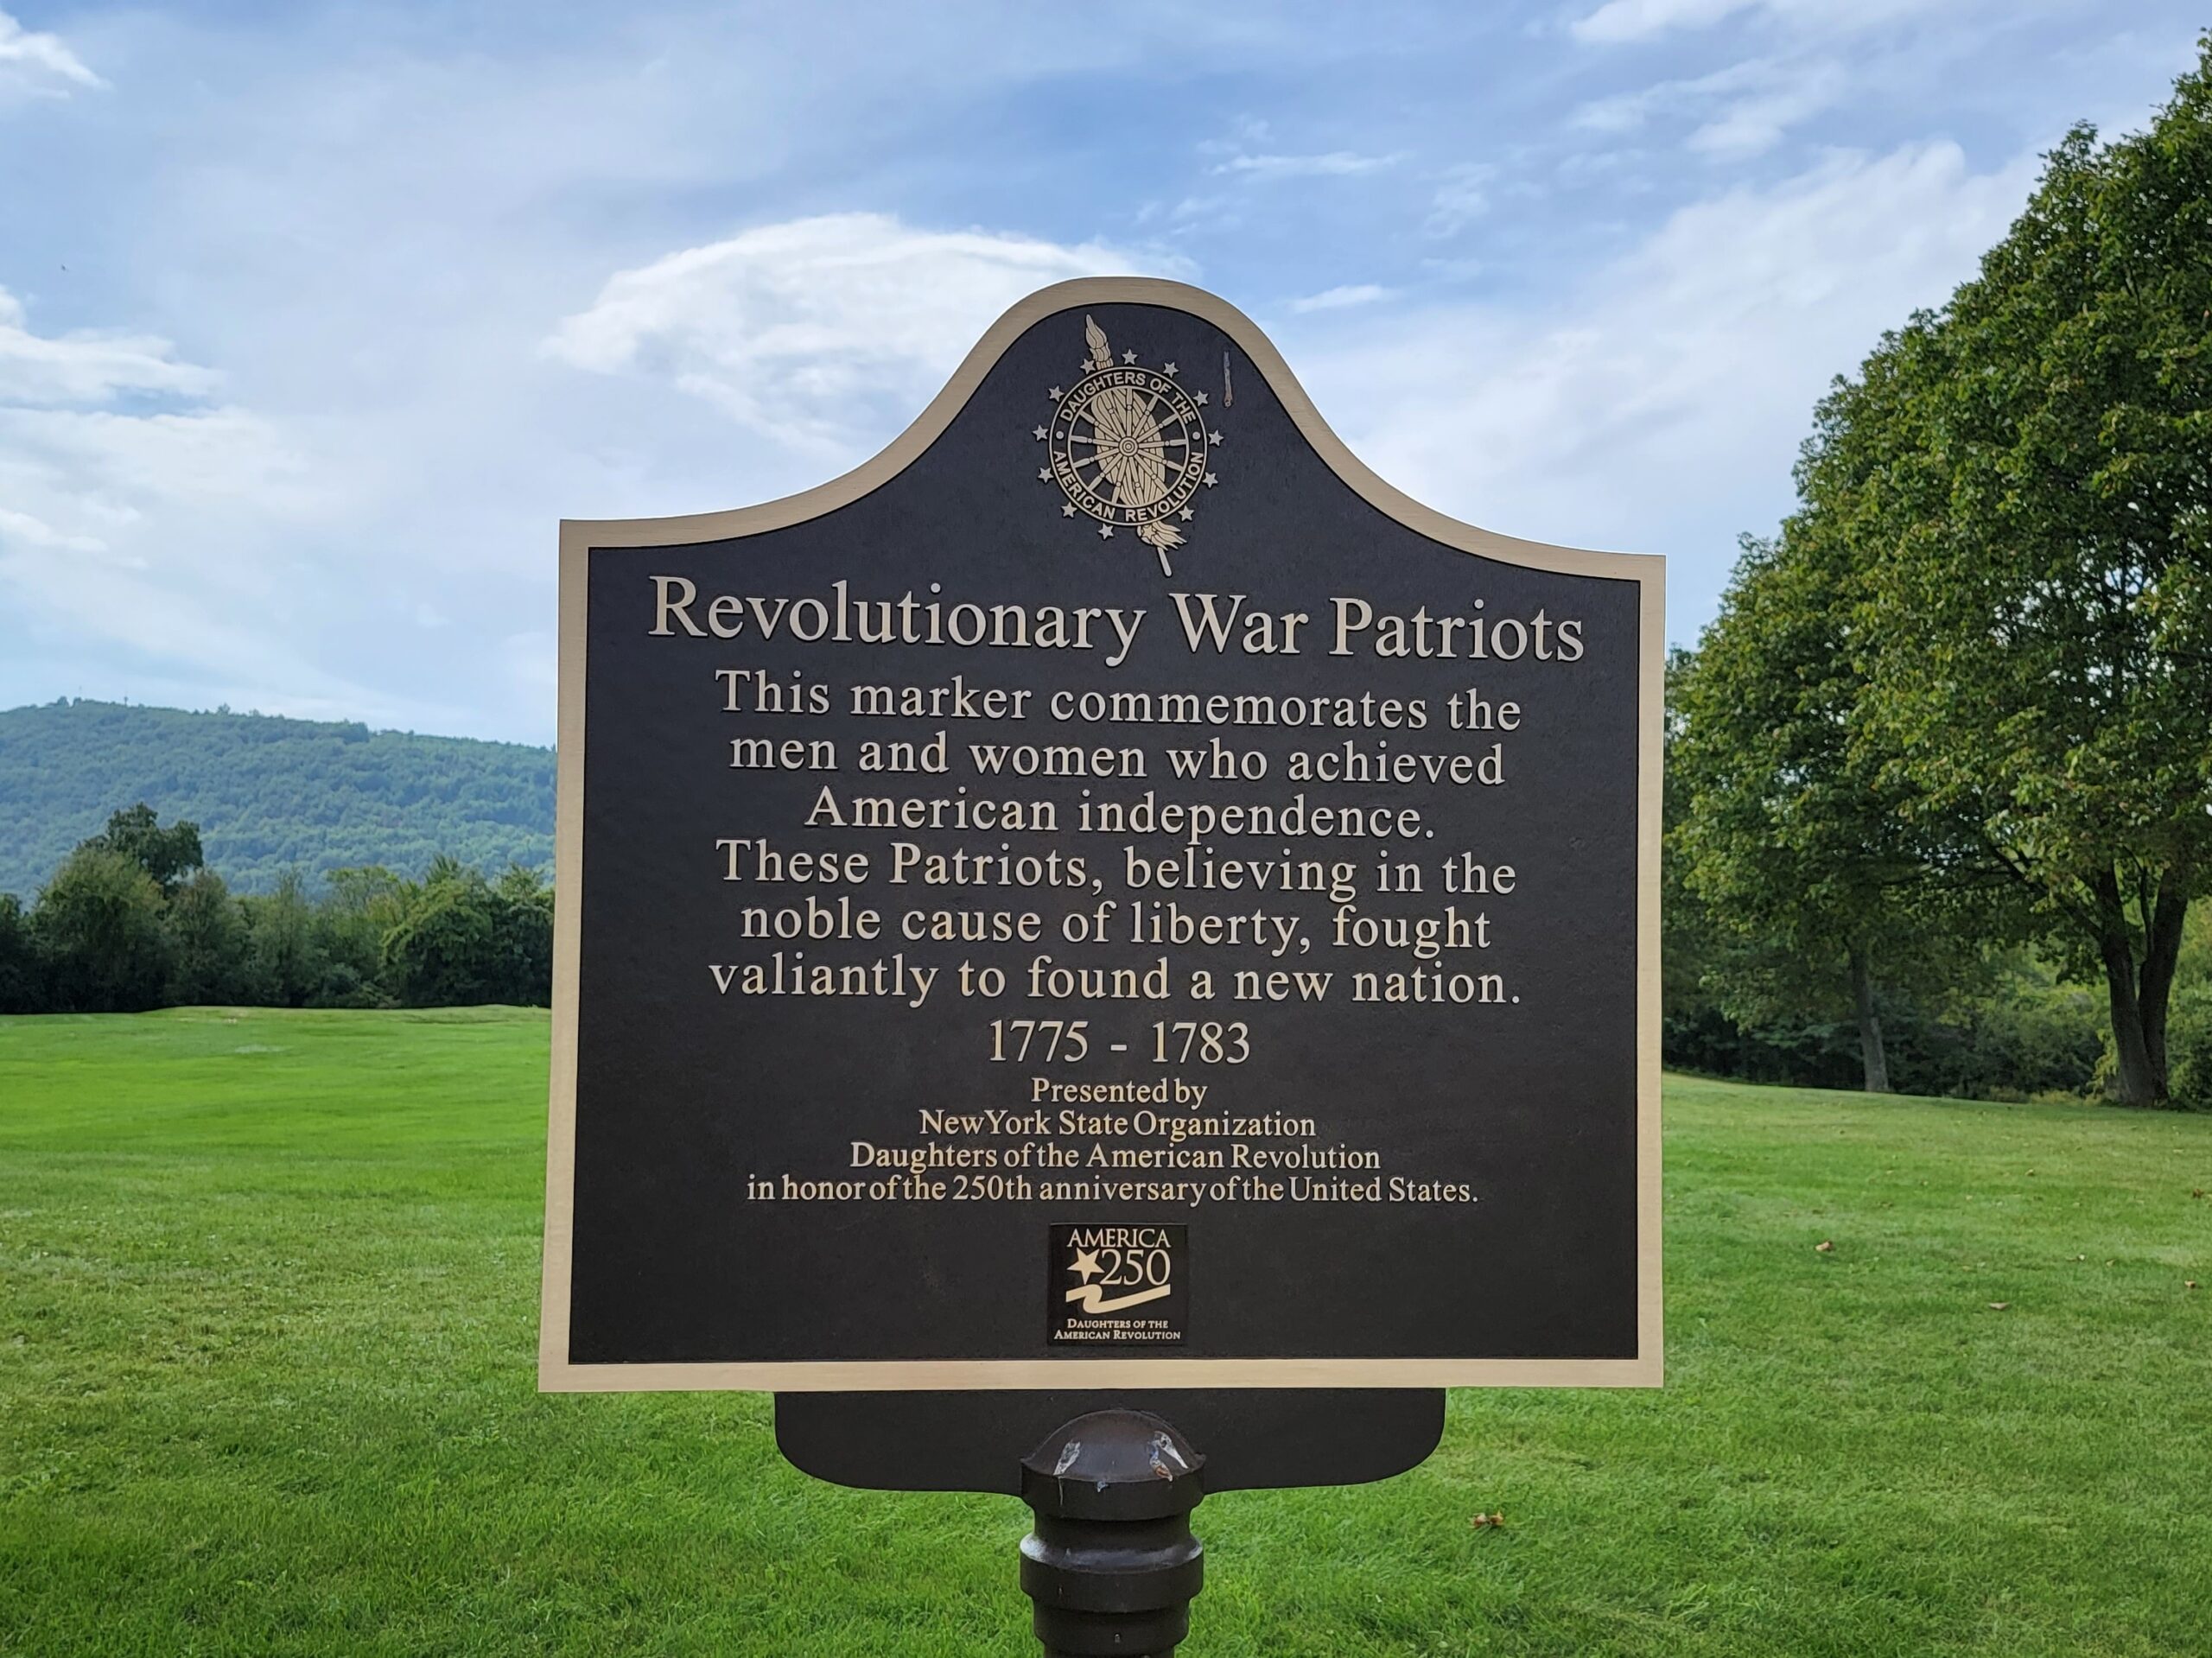 DAUGHTERS OF THE
AMERICAN REVOLUTION
Revolutionary War Patriots
This marker commemorates the
men and women who achieved
American independence.
These Patriots, believing in the
noble cause of liberty, fought
valiantly to found a new nation.
1775 - 1783
Presented by
New York State Organization
Daughters of the American Revolution
in honor of the 250th anniversary of the United States.
AMERICA
250
DAUGHTERS OF THE
AMERICAN REVOLUTION